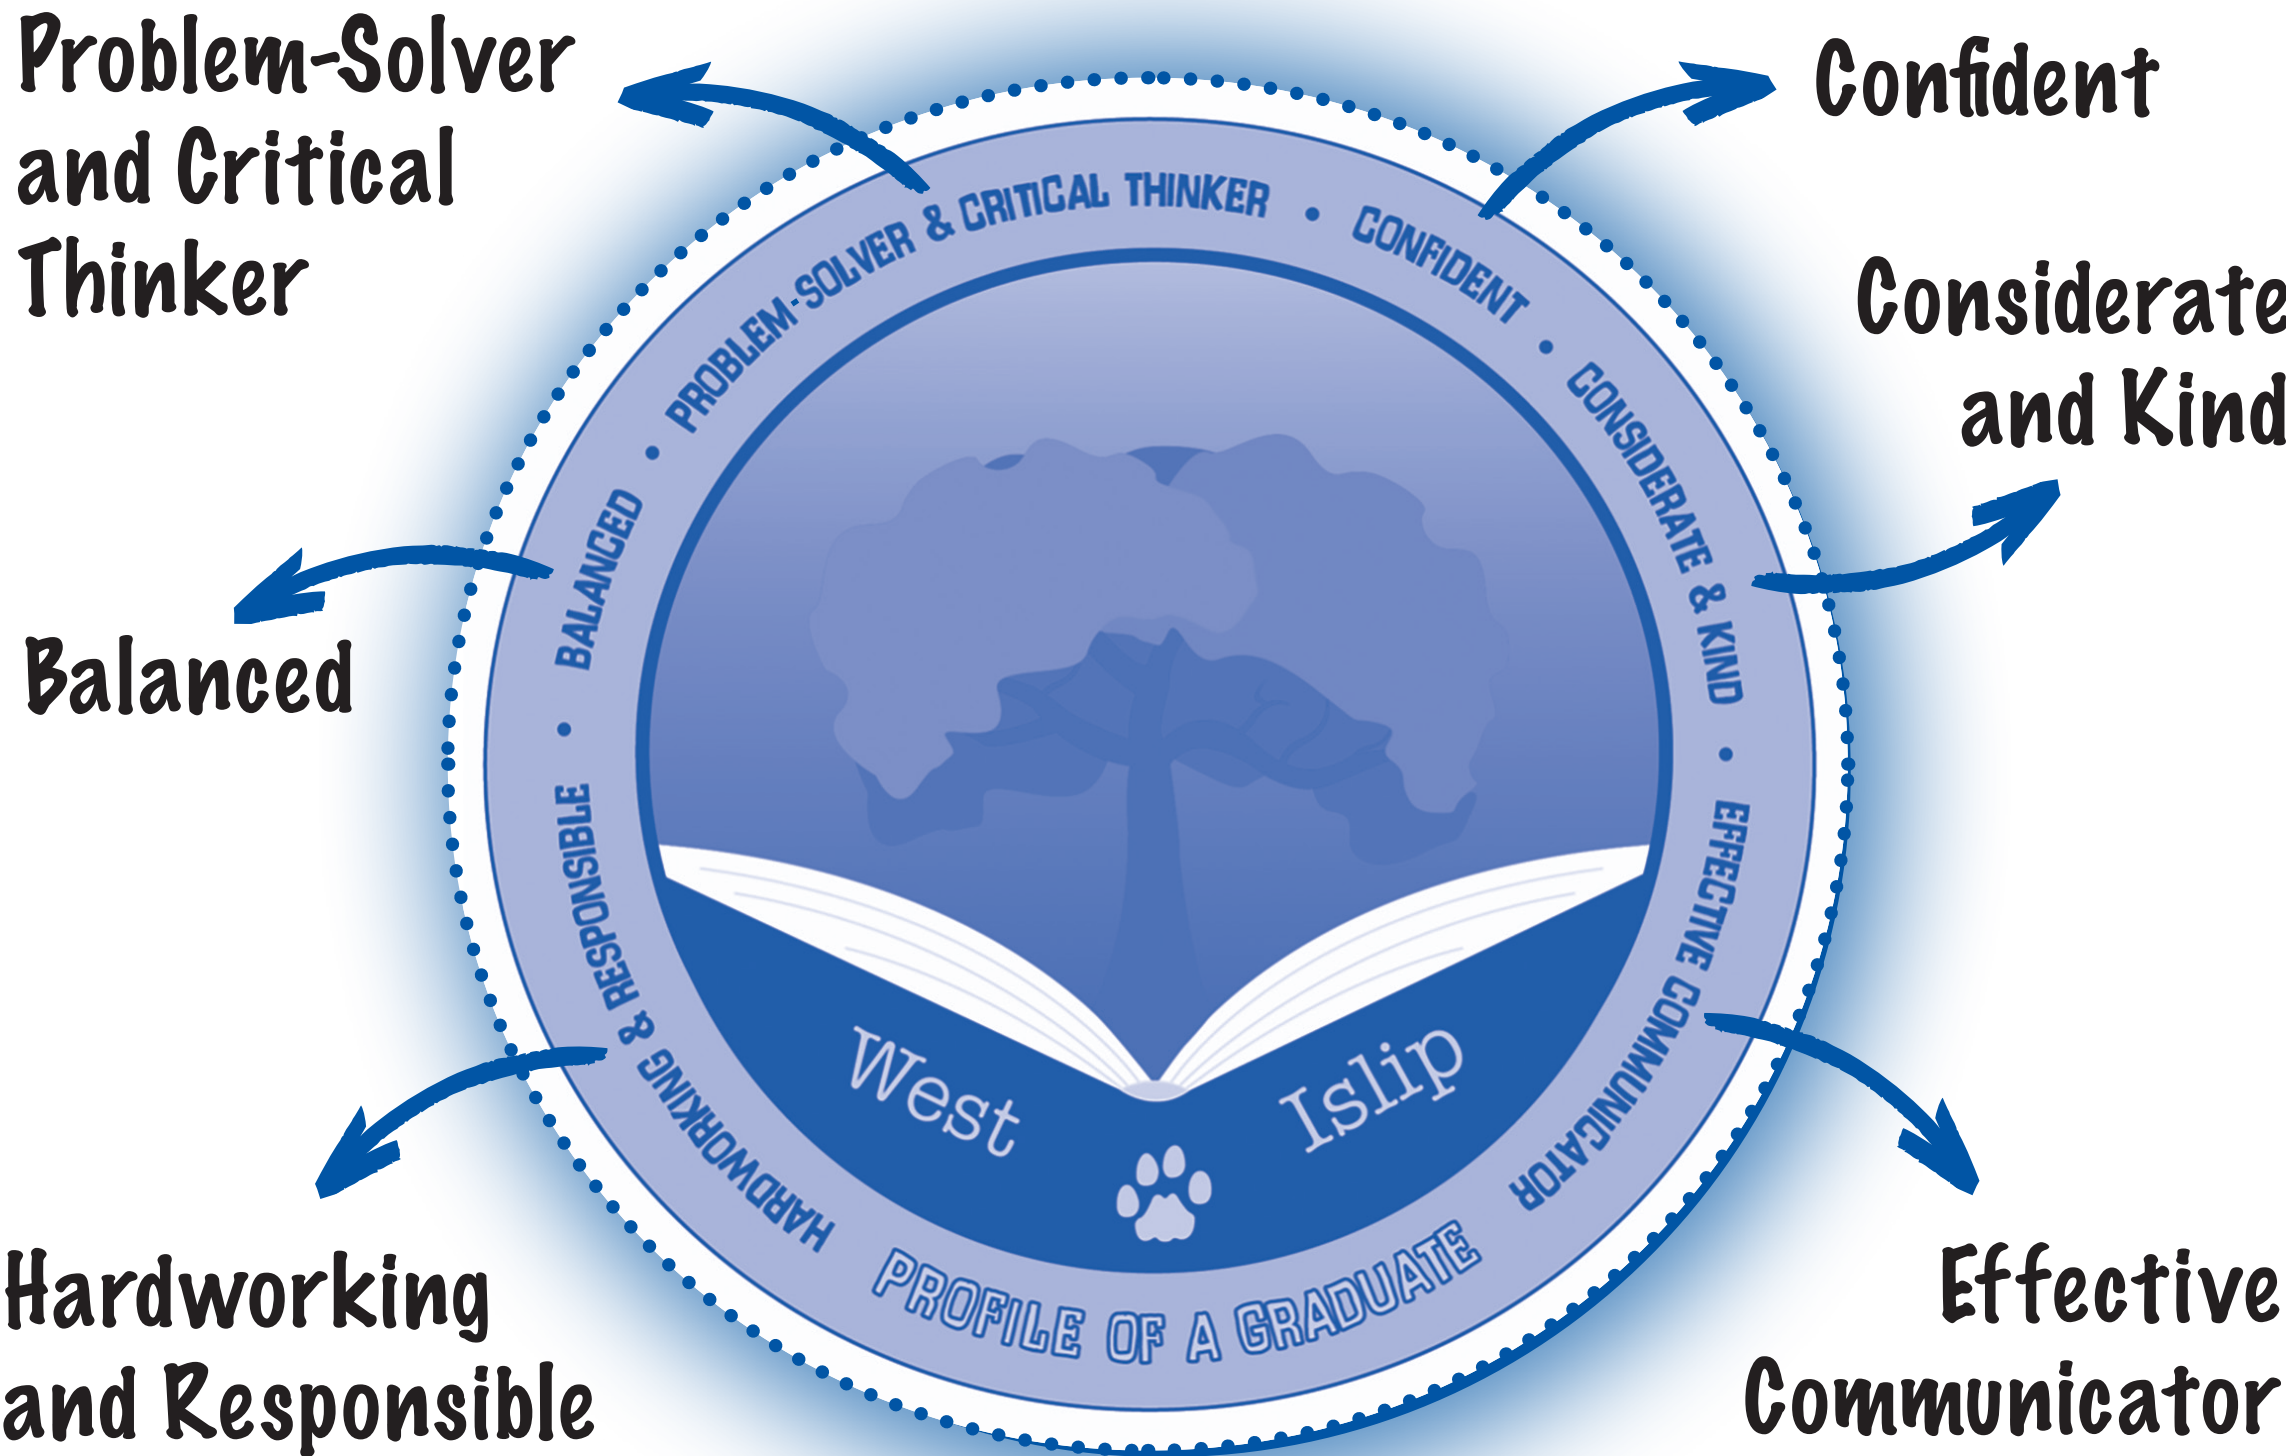 Problem-Solver
and Critical
Thinker
Confident
Considerate
and Kind
Balanced
Hardworking
and Responsible
Effective
Communicator
HARDWORKING & RESPONSIBLE • BALANCED • PROBLEM-SOLVER & CRITICAL THINKER • CONFIDENT • CONSIDERATE & KIND • EFFECTIVE COMMUNICATOR
PROFILE OF A GRADUATE
West Islip